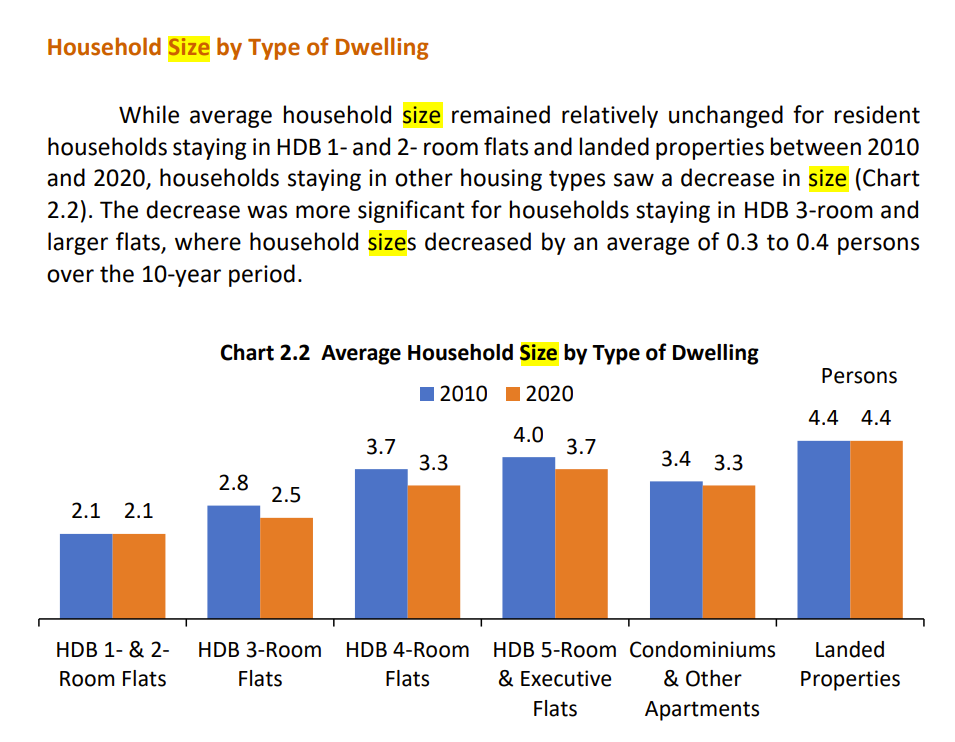 Household Size by Type of Dwelling
While average household size remained relatively unchanged for resident
households staying in HDB 1- and 2- room flats and landed properties between 2010
and 2020, households staying in other housing types saw a decrease in size (Chart
2.2). The decrease was more significant for households staying in HDB 3-room and
larger flats, where household sizes decreased by an average of 0.3 to 0.4 persons
over the 10-year period.
Chart 2.2  Average Household Size by Type of Dwelling
Persons
2010 2020
2.1 2.1
2.8 2.5
3.7 3.3
4.0 3.7
3.4 3.3
4.4 4.4
HDB 1- & 2-
Room Flats
HDB 3-Room
Flats
HDB 4-Room
Flats
HDB 5-Room
& Executive
Flats
Condominiums
& Other
Apartments
Landed
Properties